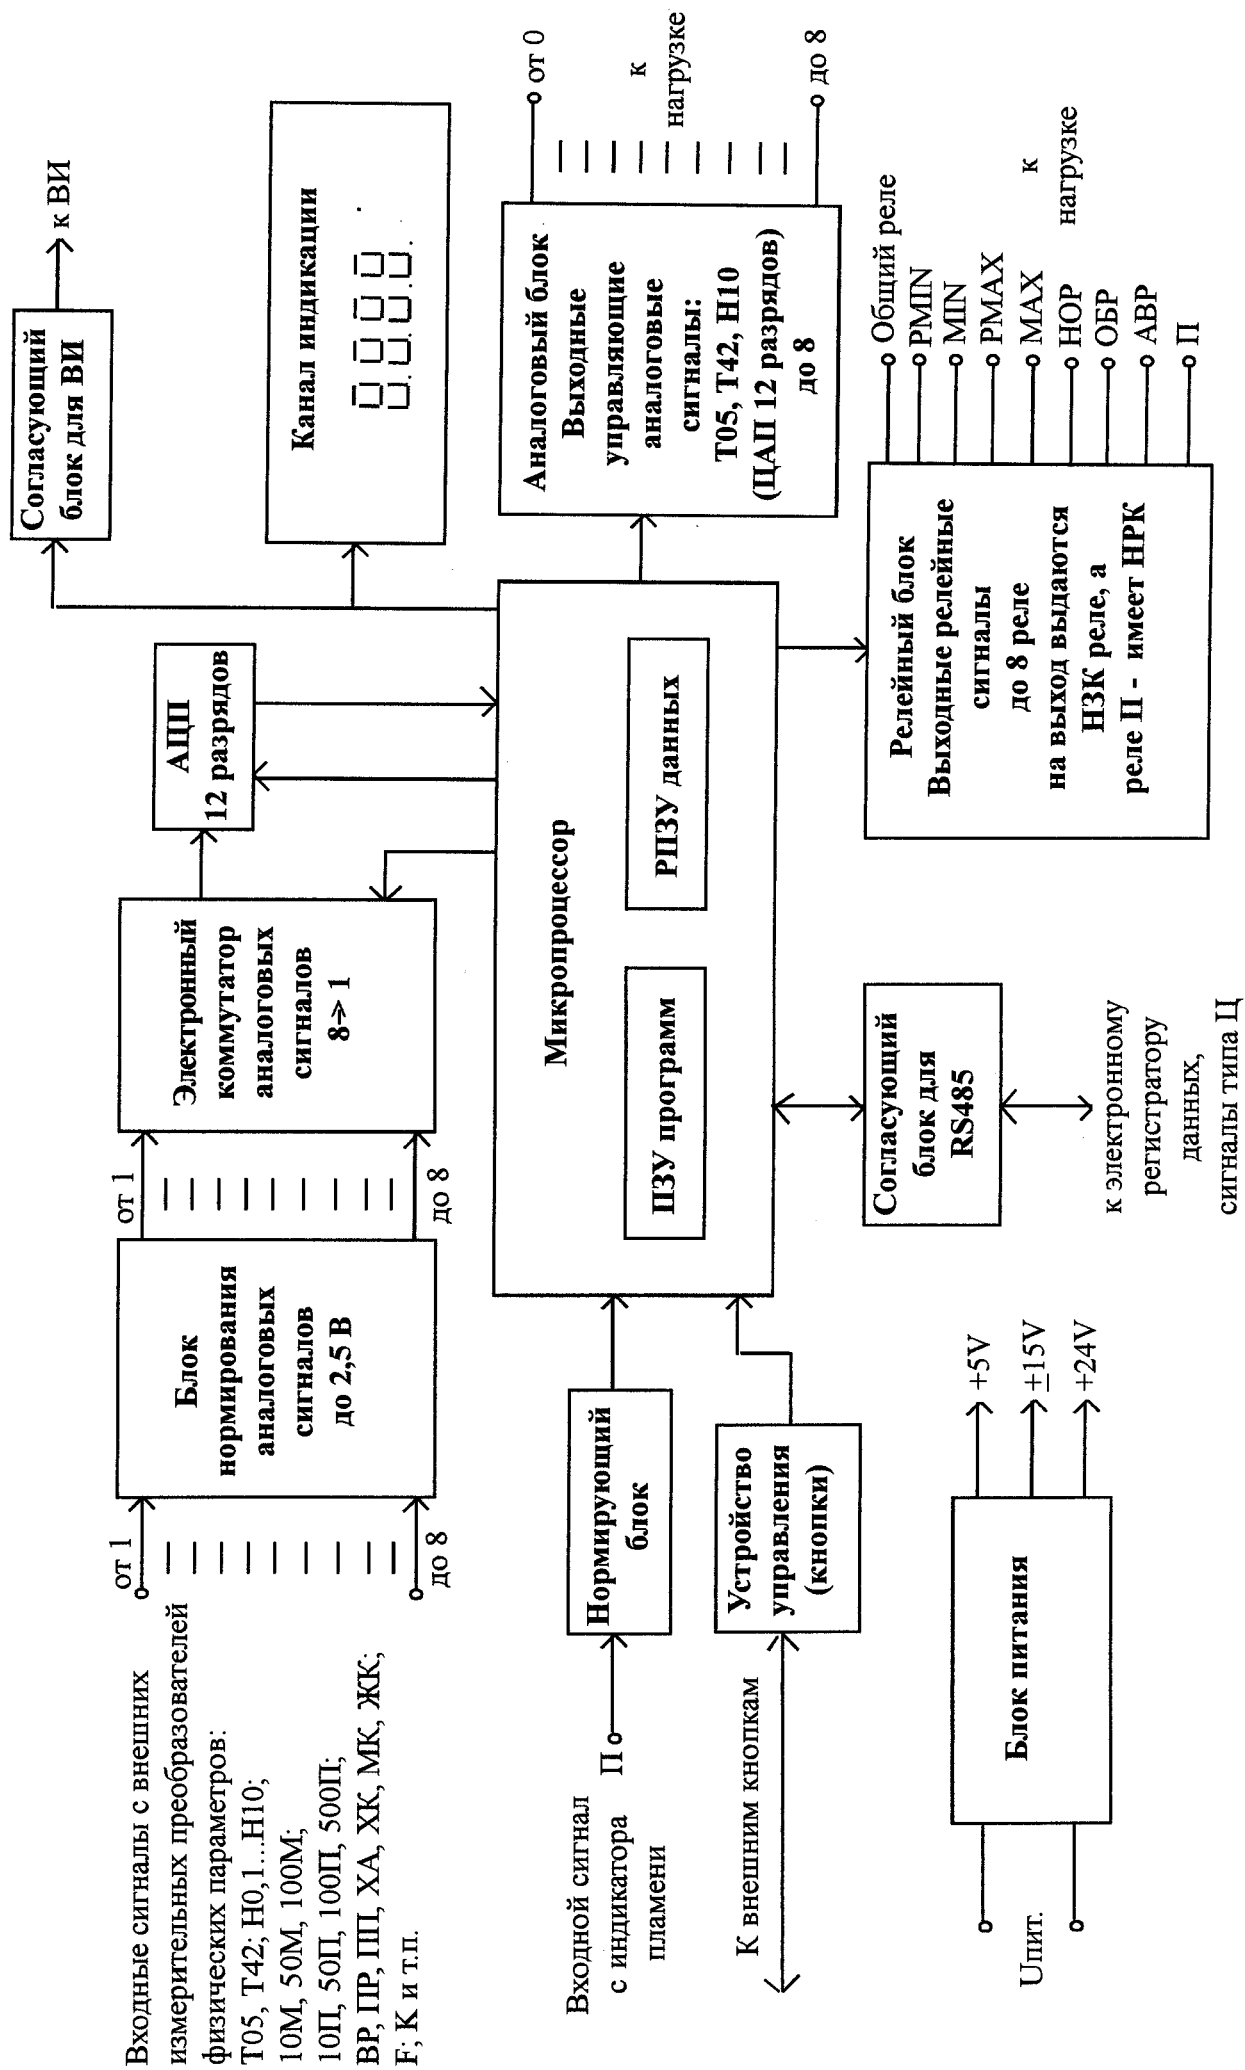 Входные сигналы с внешних
измерительных преобразователей
физических параметров:
Т05, Т42; Н0,1...Н10;
10М, 50М, 100М;
10П, 50П, 100П, 500П;
ВР, ПР, ПП, ХА, ХК, МК, ЖК;
F; К и т.п.
от 1
до 8
Блок
нормирования
аналоговых
сигналов
до 2,5 В
от 1
до 8
Электронный
коммутатор
аналоговых
сигналов
8-> 1
АЦП
12 разрядов
Согласующий
блок для ВИ
к ВИ
Канал индикации
Входной сигнал
с индикатора
пламени
П
Нормирующий
блок
К внешним кнопкам
Устройство
управления
(кнопки)
Микропроцессор
ПЗУ программ
РПЗУ данных
Аналоговый блок
Выходные
управляющие
аналоговые
сигналы:
Т05, Т42, Н10
(ЦАП 12 разрядов)
до 8
от 0
к
нагрузке
до 8
Uпит.
Блок питания
+5V
±15V
+24V
Согласующий
блок для
RS485
к электронному
регистратору
данных,
сигналы типа Ц
Релейный блок
Выходные релейные
сигналы
до 8 реле
на выход выдаются
НЗК реле, а
реле П - имеет НРК
Общий реле
PMIN
MIN
PMAX
MAX
НОР
ОБР
АВР
П
к
нагрузке